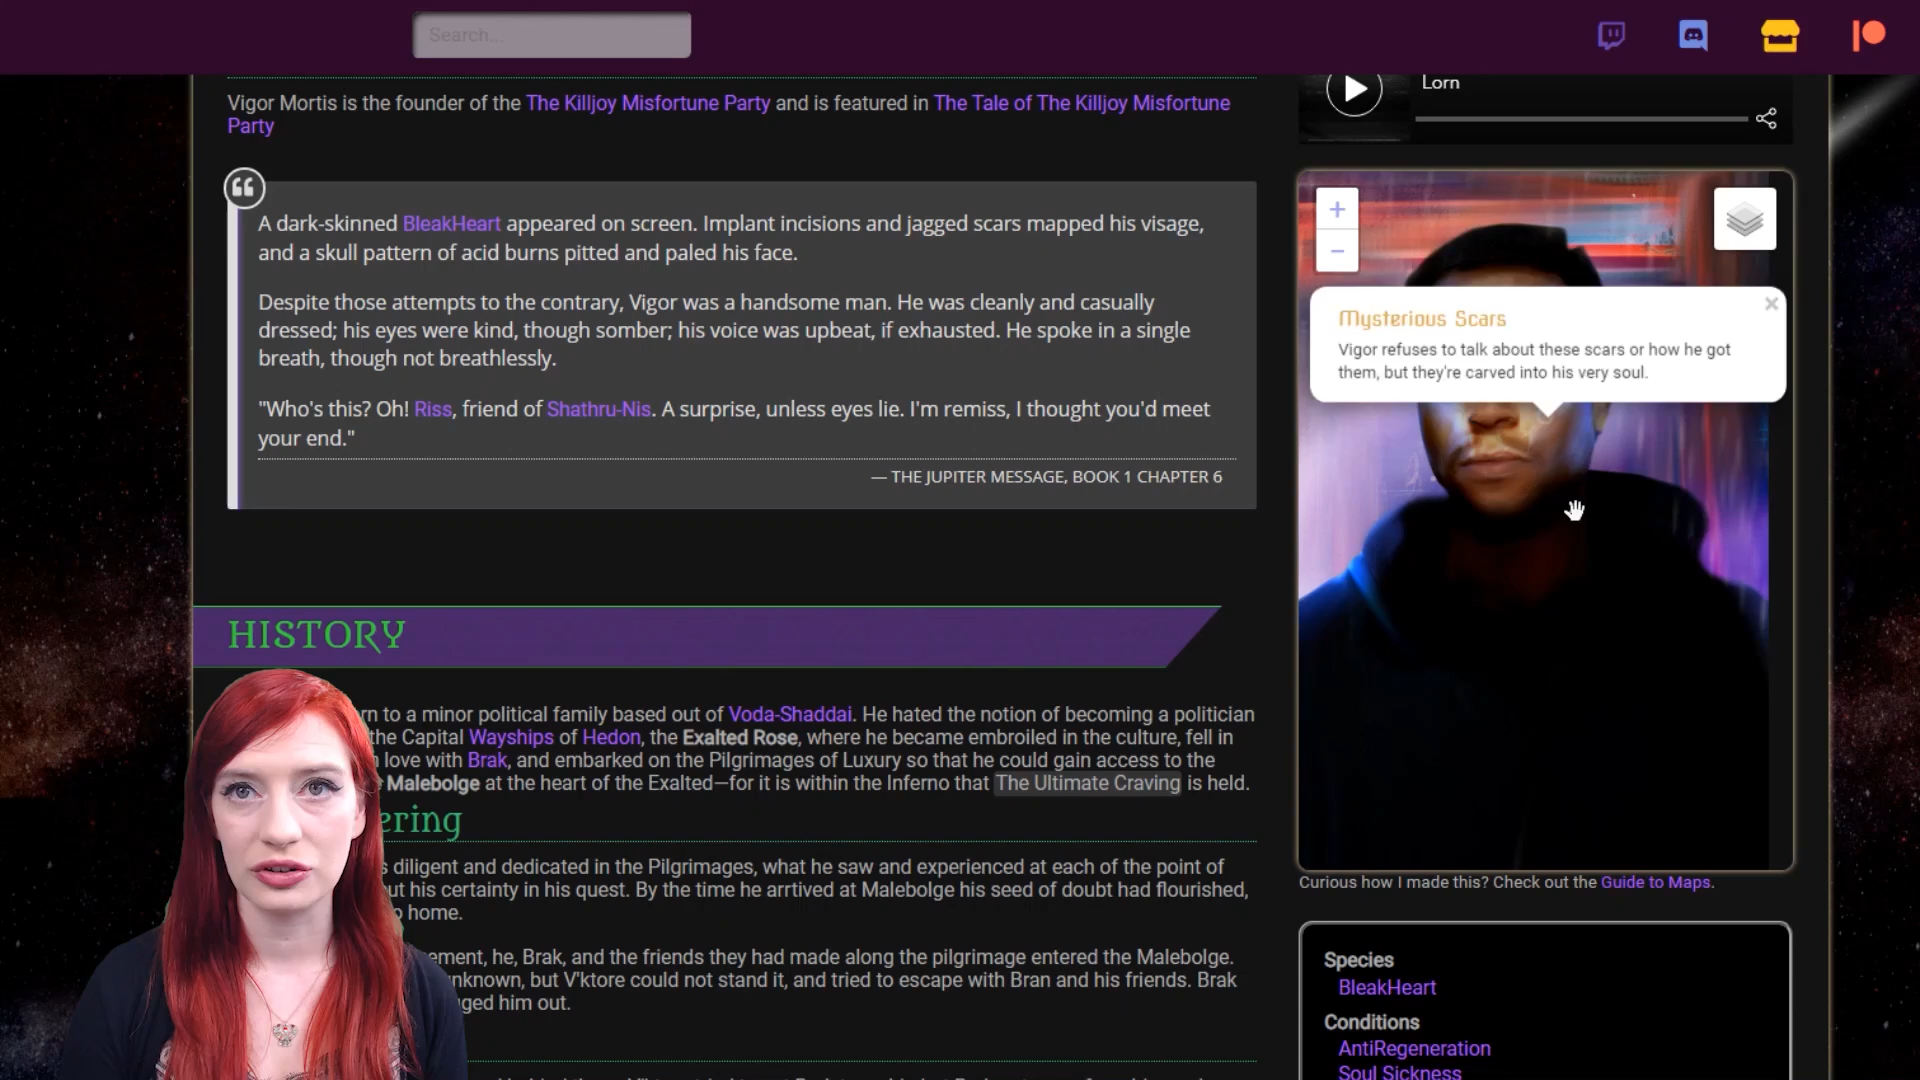 Search...
Vigor Mortis is the founder of the The Killjoy Misfortune Party and is featured in The Tale of The Killjoy Misfortune
Party
A dark-skinned BleakHeart appeared on screen. Implant incisions and jagged scars mapped his visage,
and a skull pattern of acid burns pitted and paled his face.
Despite those attempts to the contrary, Vigor was a handsome man. He was cleanly and casually
dressed; his eyes were kind, though somber; his voice was upbeat, if exhausted. He spoke in a single
breath, though not breathlessly.
"Who's this? Oh! Riss, friend of Shathru-Nis. A surprise, unless eyes lie. I'm remiss, I thought you'd meet
your end."
— THE JUPITER MESSAGE, BOOK 1 CHAPTER 6
HISTORY
rn to a minor political family based out of Voda-Shaddai. He hated the notion of becoming a politician
the Capital Wayships of Hedon, the Exalted Rose, where he became embroiled in the culture, fell in
love with Brak, and embarked on the Pilgrimages of Luxury so that he could gain access to the
Malebolge at the heart of the Exalted—for it is within the Inferno that The Ultimate Craving is held.
ering
s diligent and dedicated in the Pilgrimages, what he saw and experienced at each of the point of
ut his certainty in his quest. By the time he arrtived at Malebolge his seed of doubt had flourished,
o home.
ement, he, Brak, and the friends they had made along the pilgrimage entered the Malebolge.
nknown, but V'ktore could not stand it, and tried to escape with Bran and his friends. Brak
ged him out.
Lorn
+
−
Mysterious Scars
×
Vigor refuses to talk about these scars or how he got
them, but they're carved into his very soul.
Curious how I made this? Check out the Guide to Maps.
Species
BleakHeart
Conditions
AntiRegeneration
Soul Sickness